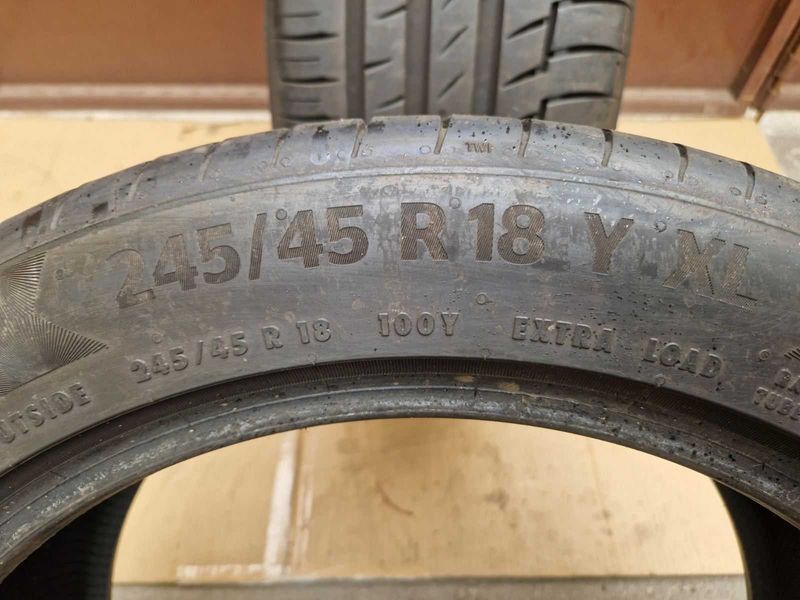 TWI
245/45 R 18 Y XL
OUTSIDE 245/45 R 18 100Y EXTRA LOAD